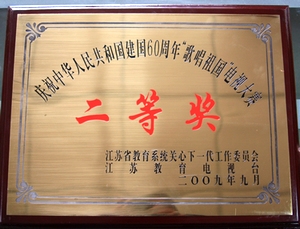 庆祝中华人民共和国建国60周年"歌唱祖国"电视大赛
二等奖
江苏省教育系统关心下一代工作委员会
江苏教育电视台
二〇〇九年九月